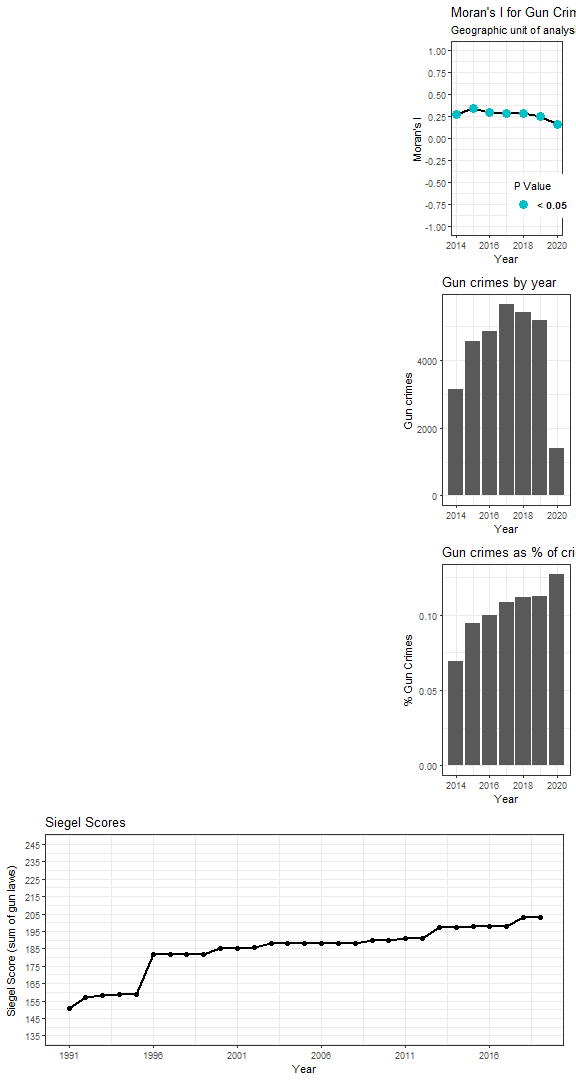 Moran's I for Gun Crim
Geographic unit of analysi
1.00
0.75
0.50
0.25
0.00
-0.25
-0.50
-0.75
-1.00
Moran's I
P Value
< 0.05
2014 2016 2018 2020
Year
Gun crimes by year
4000
2000
0
Gun crimes
2014 2016 2018 2020
Year
Gun crimes as % of cri
0.10
0.05
0.00
% Gun Crimes
2014 2016 2018 2020
Year
Siegel Scores
245
235
225
215
205
195
185
175
165
155
145
135
Siegel Score (sum of gun laws)
1991 1996 2001 2006 2011 2016
Year